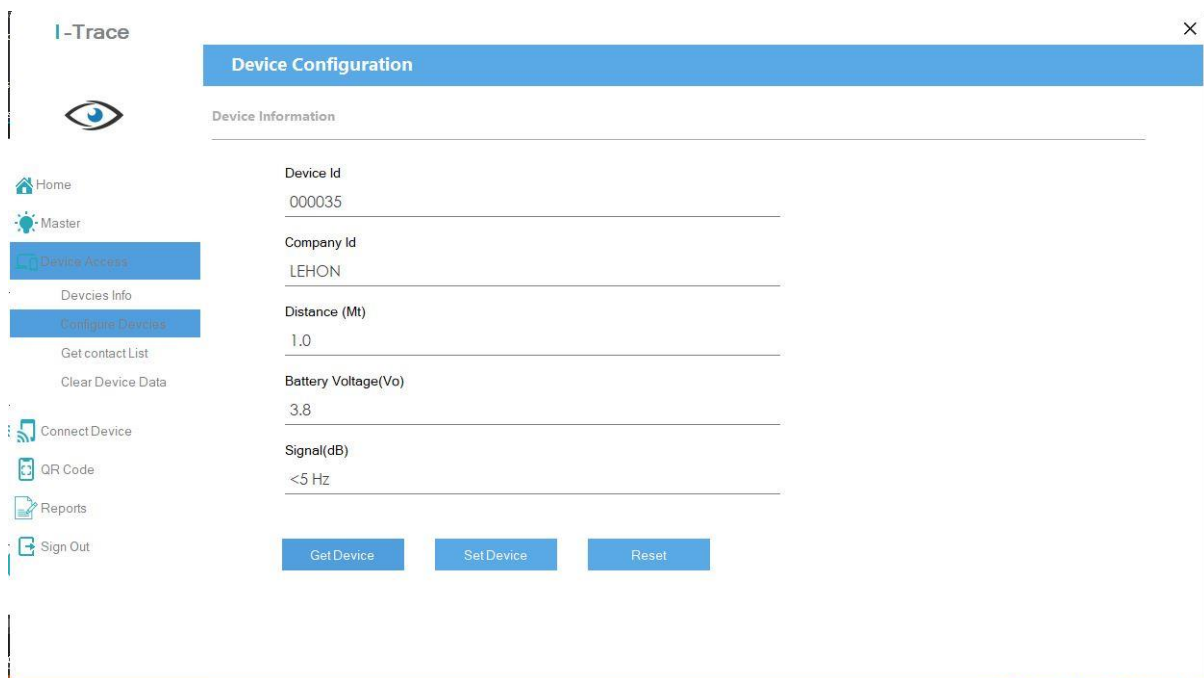 I-Trace
Device Configuration
Device Information
Home
Master
Device Access
Devcies Info
Configure Devcies
Get contact List
Clear Device Data
Connect Device
QR Code
Reports
Sign Out
Device Id
000035
Company Id
LEHON
Distance (Mt)
1.0
Battery Voltage(Vo)
3.8
Signal(dB)
<5 Hz
Get Device
Set Device
Reset